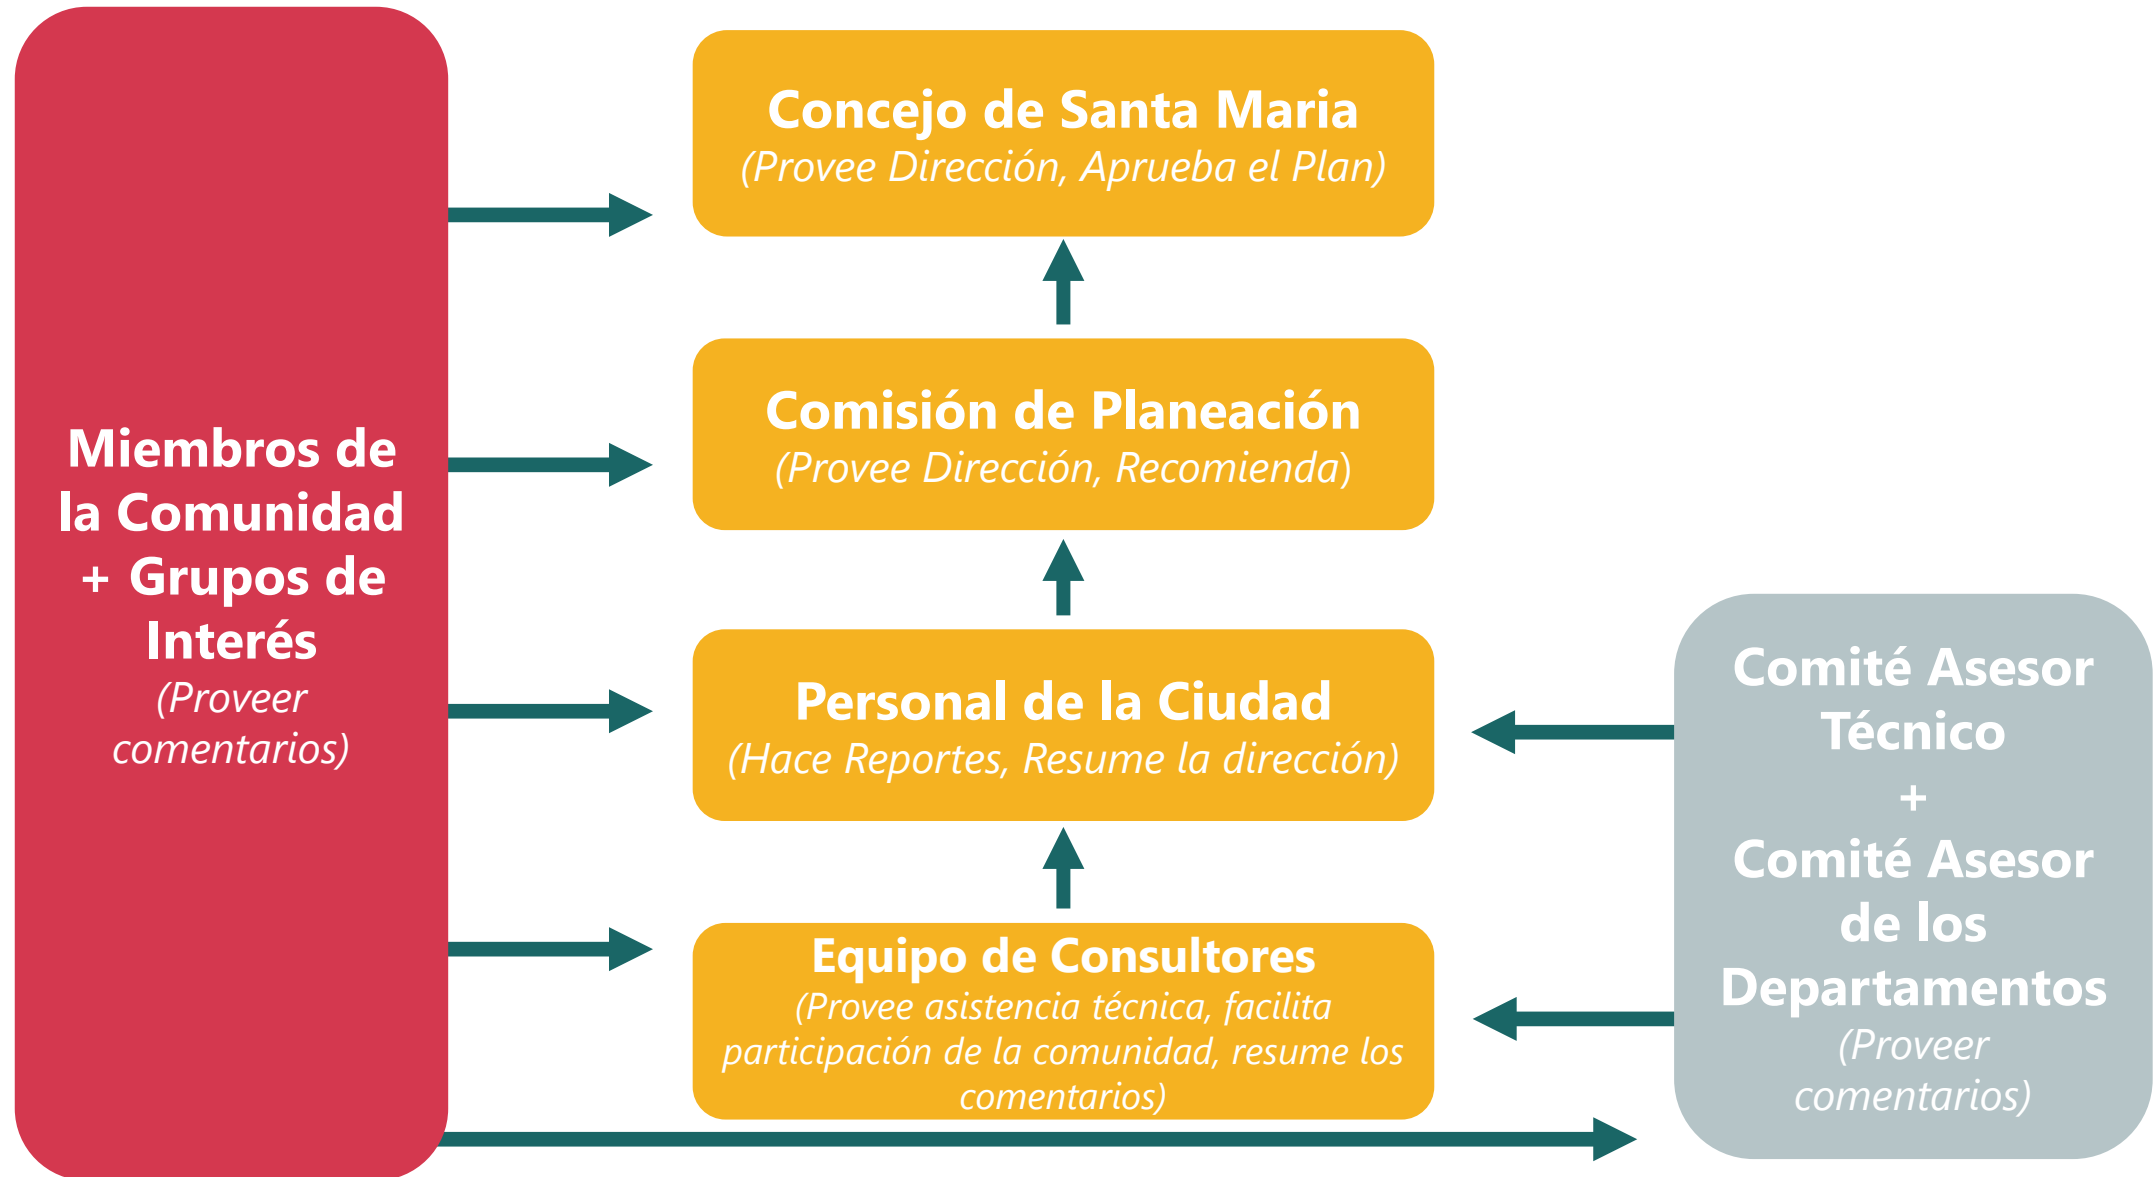 Miembros de
la Comunidad
+ Grupos de
Interés
(Proveer
comentarios)
Concejo de Santa Maria
(Provee Dirección, Aprueba el Plan)
Comisión de Planeación
(Provee Dirección, Recomienda)
Personal de la Ciudad
(Hace Reportes, Resume la dirección)
Equipo de Consultores
(Provee asistencia técnica, facilita
participación de la comunidad, resume los
comentarios)
Comité Asesor
Técnico
+
Comité Asesor
de los
Departamentos
(Proveer
comentarios)